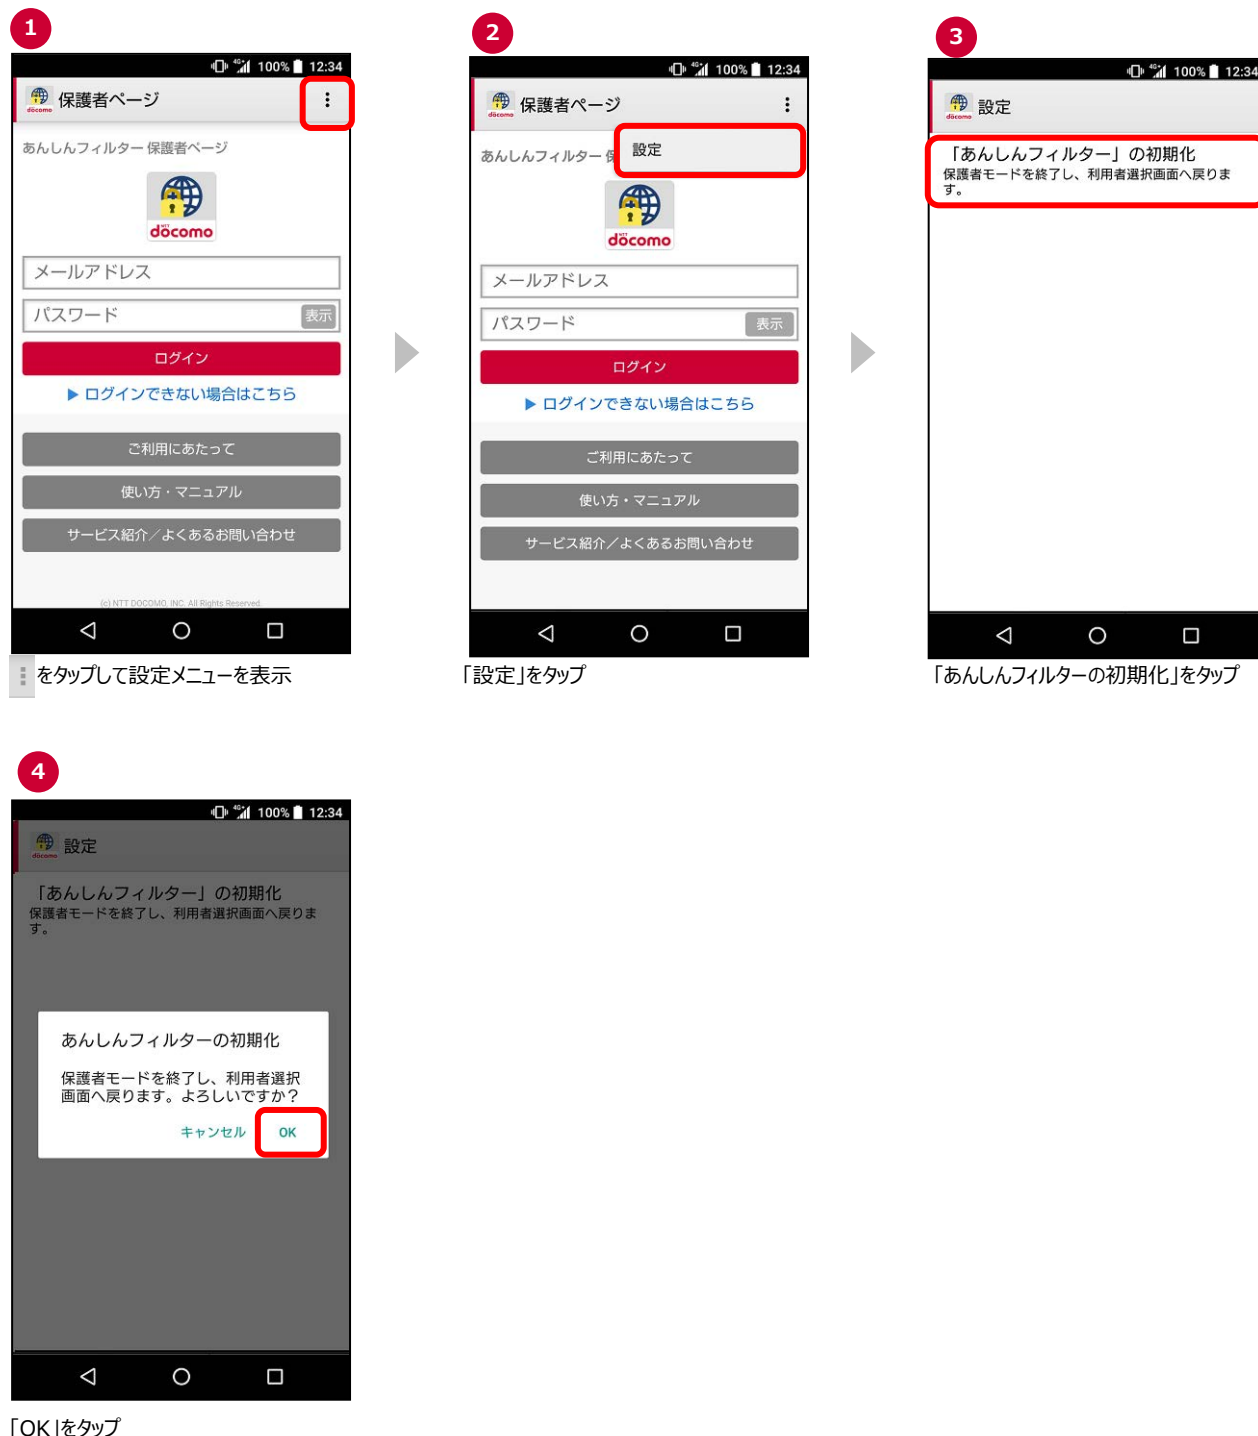 1
100% 12:34
docomo 保護者ページ
あんしんフィルター 保護者ページ
NTT
docomo
メールアドレス
パスワード 表示
ログイン
▶ ログインできない場合はこちら
ご利用にあたって
使い方・マニュアル
サービス紹介／よくあるお問い合わせ
(c) NTT DOCOMO, INC. All Rights Reserved.
をタップして設定メニューを表示
2
100% 12:34
docomo 保護者ページ
あんしんフィルター 保
設定
NTT
docomo
メールアドレス
パスワード 表示
ログイン
▶ ログインできない場合はこちら
ご利用にあたって
使い方・マニュアル
サービス紹介／よくあるお問い合わせ
「設定」をタップ
3
100% 12:34
docomo 設定
「あんしんフィルター」の初期化
保護者モードを終了し、利用者選択画面へ戻りま
す。
「あんしんフィルターの初期化」をタップ
4
100% 12:34
docomo 設定
「あんしんフィルター」の初期化
保護者モードを終了し、利用者選択画面へ戻りま
す。
あんしんフィルターの初期化
保護者モードを終了し、利用者選択
画面へ戻ります。よろしいですか？
キャンセル OK
「OK」をタップ